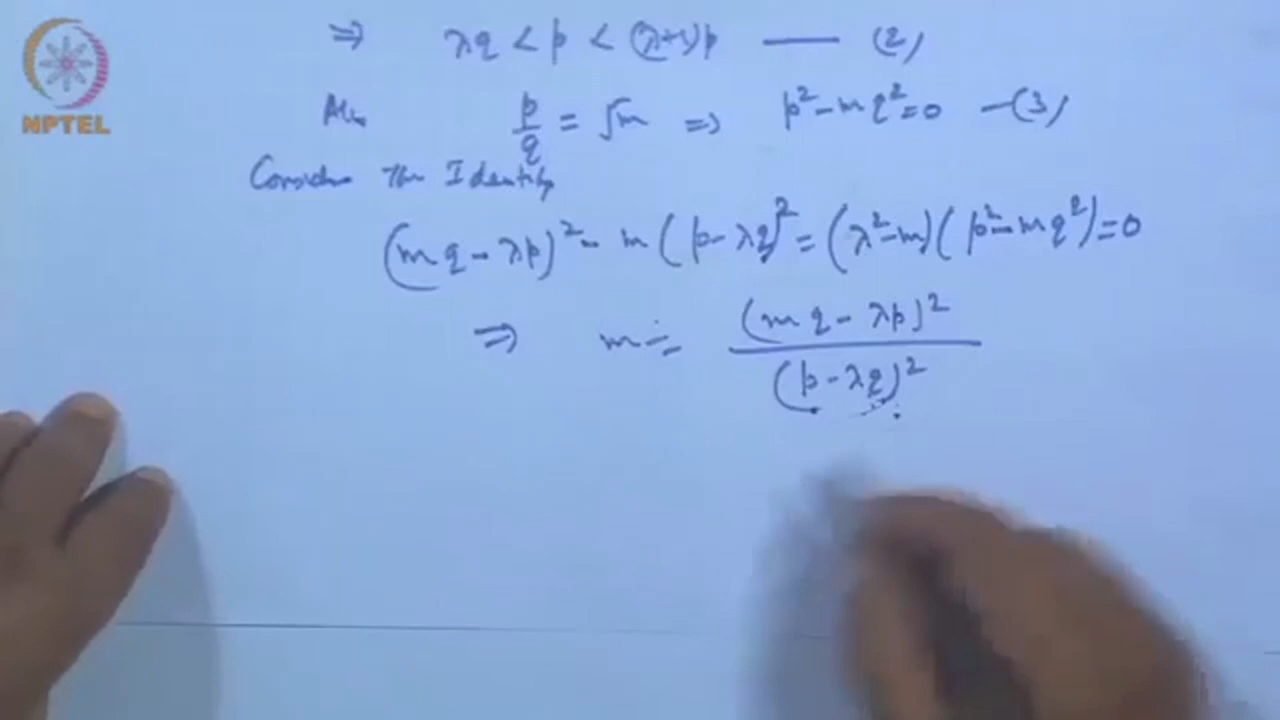 NPTEL
⇒ λq < p < (λ+1)p — (2)
Also p/q = √m ⇒ p² - mq² = 0 — (3)
Consider the Identity
(mq - λp)² - m(p - λq)² = (λ² - m)(p² - mq²) = 0
⇒ m = (mq - λp)² / (p - λq)²